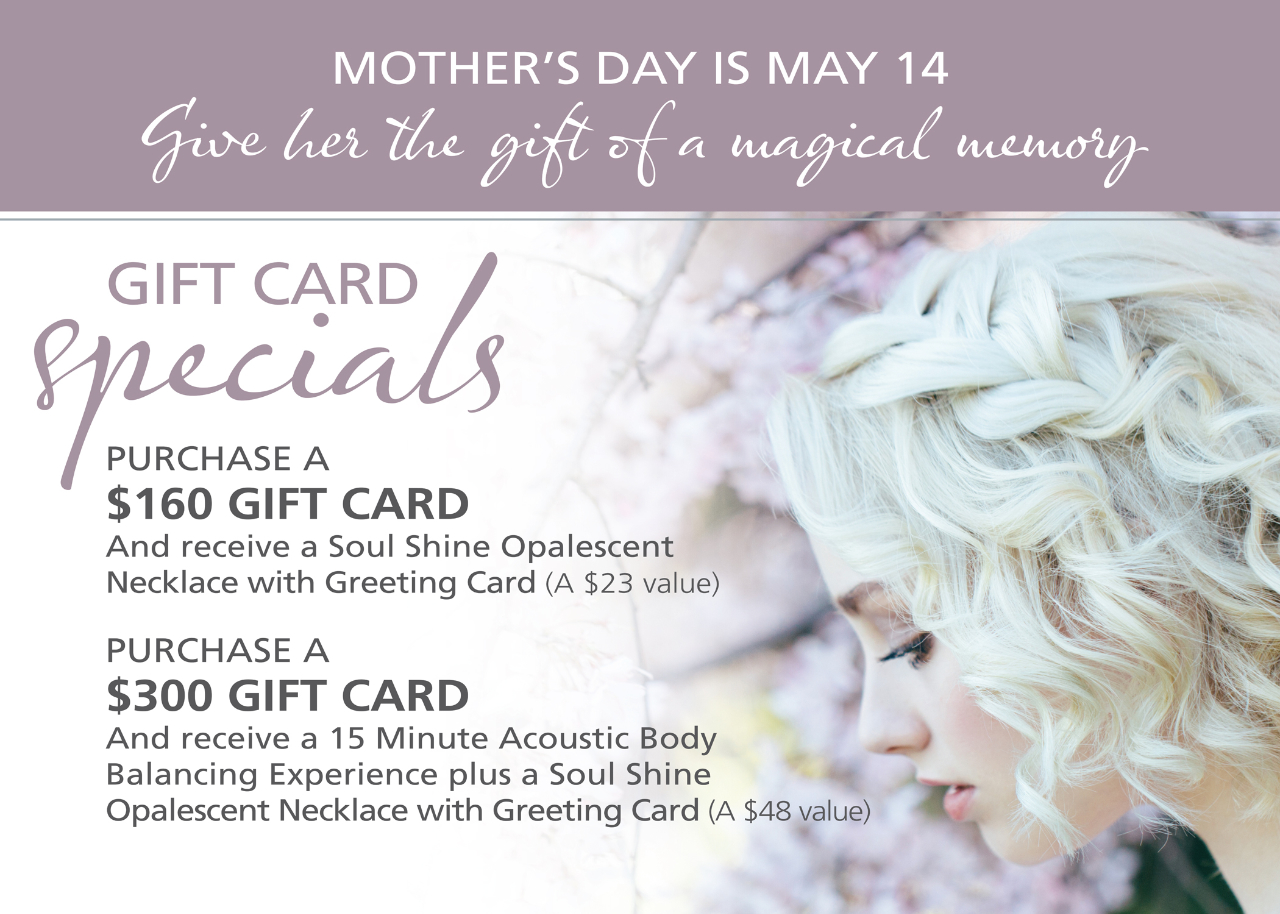 MOTHER’S DAY IS MAY 14
Give her the gift of a magical memory
GIFT CARD
specials
PURCHASE A
$160 GIFT CARD
And receive a Soul Shine Opalescent
Necklace with Greeting Card (A $23 value)
PURCHASE A
$300 GIFT CARD
And receive a 15 Minute Acoustic Body
Balancing Experience plus a Soul Shine
Opalescent Necklace with Greeting Card (A $48 value)